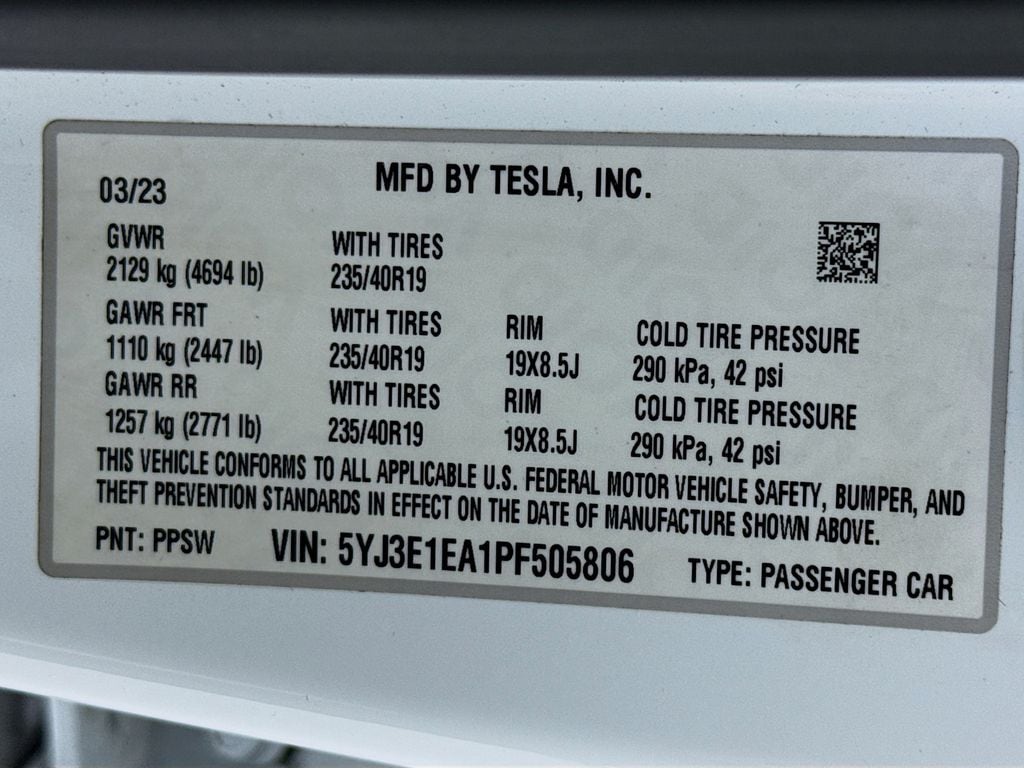 MFD BY TESLA, INC.
03/23
GVWR WITH TIRES
2129 kg (4694 lb) 235/40R19
GAWR FRT WITH TIRES RIM COLD TIRE PRESSURE
1110 kg (2447 lb) 235/40R19 19X8.5J 290 kPa, 42 psi
GAWR RR WITH TIRES RIM COLD TIRE PRESSURE
1257 kg (2771 lb) 235/40R19 19X8.5J 290 kPa, 42 psi
THIS VEHICLE CONFORMS TO ALL APPLICABLE U.S. FEDERAL MOTOR VEHICLE SAFETY, BUMPER, AND
THEFT PREVENTION STANDARDS IN EFFECT ON THE DATE OF MANUFACTURE SHOWN ABOVE.
PNT: PPSW VIN: 5YJ3E1EA1PF505806 TYPE: PASSENGER CAR